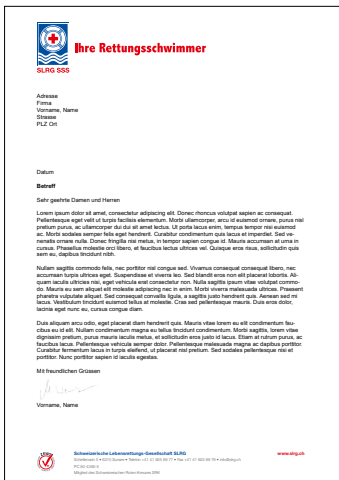 Ihre Rettungsschwimmer
SLRG SSS
Adresse
Firma
Vorname, Name
Strasse
PLZ Ort
Datum
Betreff
Sehr geehrte Damen und Herren
Lorem ipsum dolor sit amet, consectetur adipiscing elit. Donec rhoncus volutpat sapien ac consequat.
Pellentesque eget velit ut turpis facilisis elementum. Morbi ullamcorper, arcu id euismod ornare, purus nisl
pretium purus, ac ullamcorper dui dui sit amet lectus. Ut porta lacus enim, tempus tempor nisi euismod
ac. Morbi sodales semper felis eget hendrerit. Curabitur condimentum quis lacus et imperdiet. Sed ve-
nenatis ornare nulla. Donec fringilla nisi metus, in tempor sapien congue id. Mauris accumsan at urna in
cursus. Phasellus molestie orci libero, et faucibus lectus ultrices vel. Quisque eros risus, sollicitudin quis
sem eu, dapibus tincidunt nibh.
Nullam sagittis commodo felis, nec porttitor nisl congue sed. Vivamus consequat consequat libero, nec
accumsan turpis ultrices eget. Suspendisse et viverra leo. Sed blandit eros non elit placerat lobortis. Ali-
quam iaculis ultricies nisi, eget vehicula erat consectetur non. Nulla sagittis ipsum vitae volutpat commo-
do. Mauris eu sem aliquet elit molestie adipiscing nec in enim. Morbi viverra malesuada ultrices. Praesent
pharetra vulputate aliquet. Sed consequat convallis ligula, a sagittis justo hendrerit quis. Aenean sed mi
lacus. Vestibulum tincidunt euismod tellus at molestie. Cras sed pellentesque mauris. Duis eros dolor,
lacinia eget nunc eu, cursus congue diam.
Duis aliquam arcu odio, eget placerat diam hendrerit quis. Mauris vitae lorem eu elit condimentum fau-
cibus eu id elit. Nullam condimentum magna eu tellus tincidunt condimentum. Morbi sagittis, lorem vitae
dignissim pretium, purus mauris iaculis metus, et sollicitudin eros justo id lacus. Etiam at rutrum purus, ac
faucibus lacus. Pellentesque vehicula semper dolor. Pellentesque malesuada magna ac dapibus porttitor.
Curabitur fermentum lacus in turpis eleifend, ut placerat nisl pretium. Sed sodales pellentesque nisi et
porttitor. Nunc porttitor sapien id iaculis egestas.
Mit freundlichen Grüssen
Vorname, Name
Schweizerische Lebensrettungs-Gesellschaft SLRG
www.slrg.ch
Mitglied des Schweizerischen Roten Kreuzes SRK